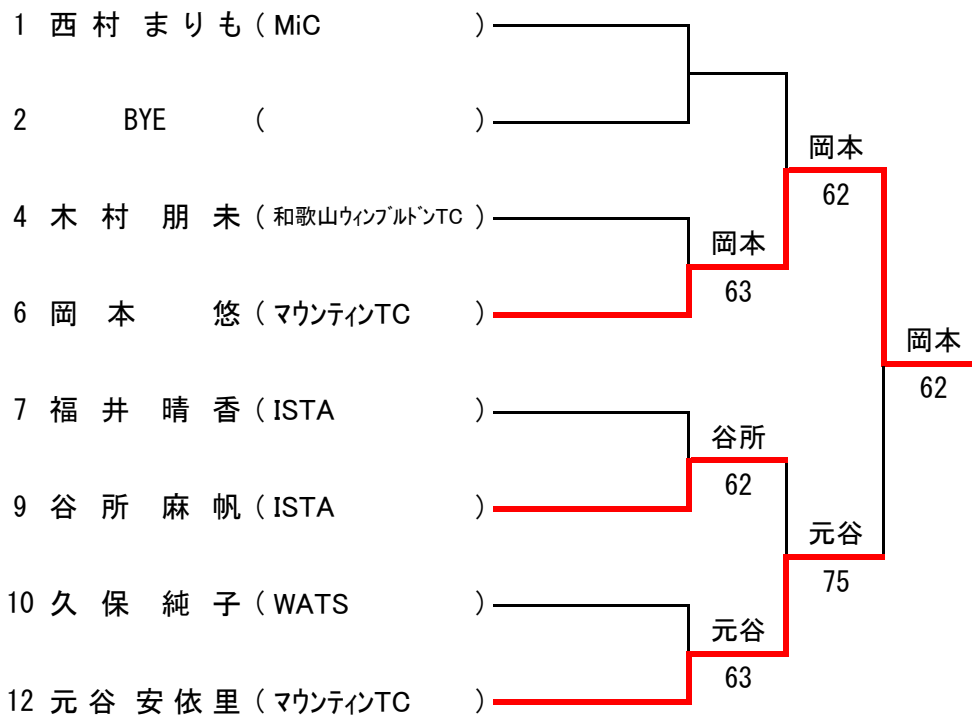 1 西村 まりも ( MiC )
2 BYE ( )
岡本
62
4 木村 朋未 ( 和歌山ウィンブルドンTC )
岡本
63
6 岡本 悠 ( マウンティンTC )
岡本
62
7 福井 晴香 ( ISTA )
谷所
62
9 谷所 麻帆 ( ISTA )
元谷
75
10 久保 純子 ( WATS )
元谷
63
12 元谷 安依里 ( マウンティンTC )